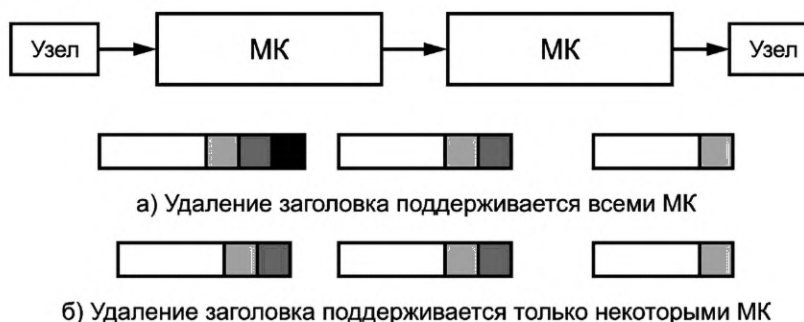 Узел
МК
МК
Узел
а) Удаление заголовка поддерживается всеми МК
б) Удаление заголовка поддерживается только некоторыми МК